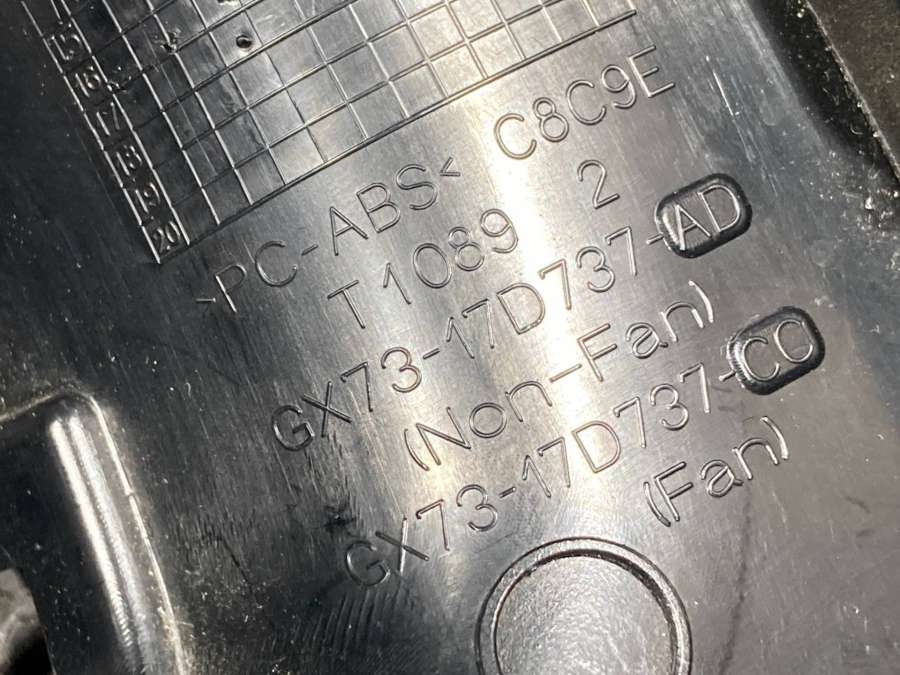 15
16
17
18
19
20
>PC-ABS< C8C9E
T1089 2
GX73-17D737-AD
(Non-Fan)
GX73-17D737-CC
(Fan)